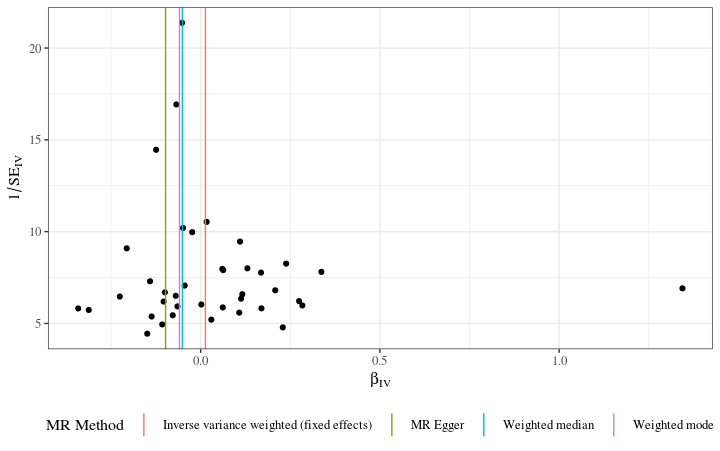 20
15
10
5
1/SE_IV
0.0 0.5 1.0
β_IV
MR Method Inverse variance weighted (fixed effects) MR Egger Weighted median Weighted mode